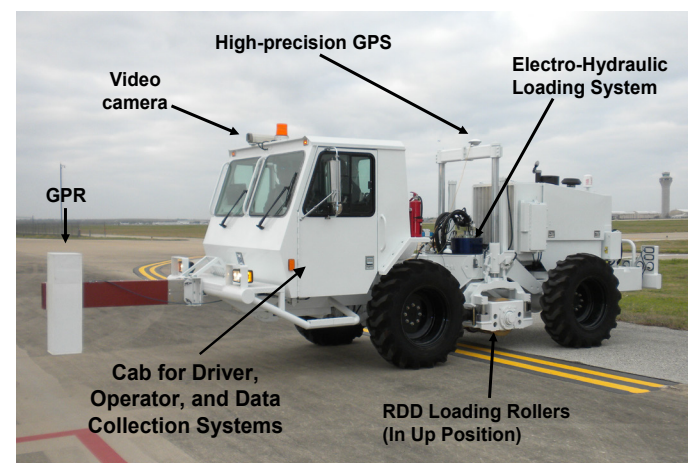 High-precision GPS
Electro-Hydraulic
Loading System
Video
camera
GPR
Cab for Driver,
Operator, and Data
Collection Systems
RDD Loading Rollers
(In Up Position)